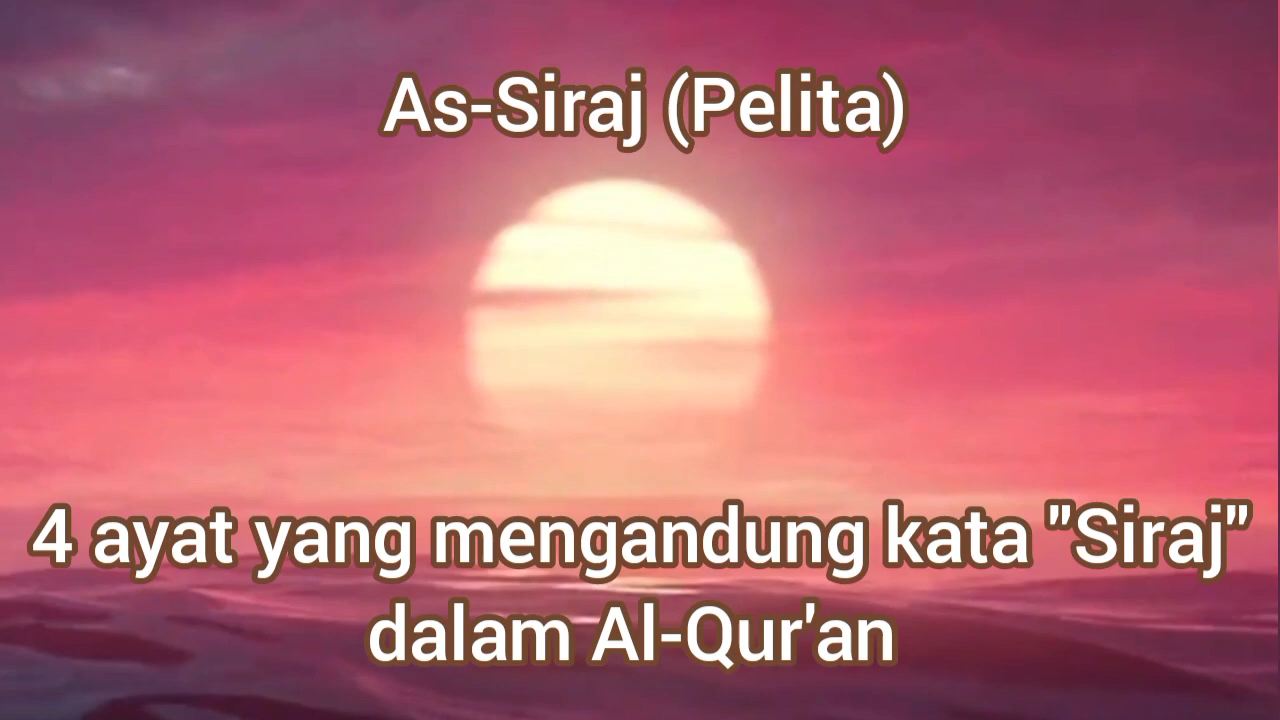 As-Siraj (Pelita)
4 ayat yang mengandung kata "Siraj"
dalam Al-Qur'an